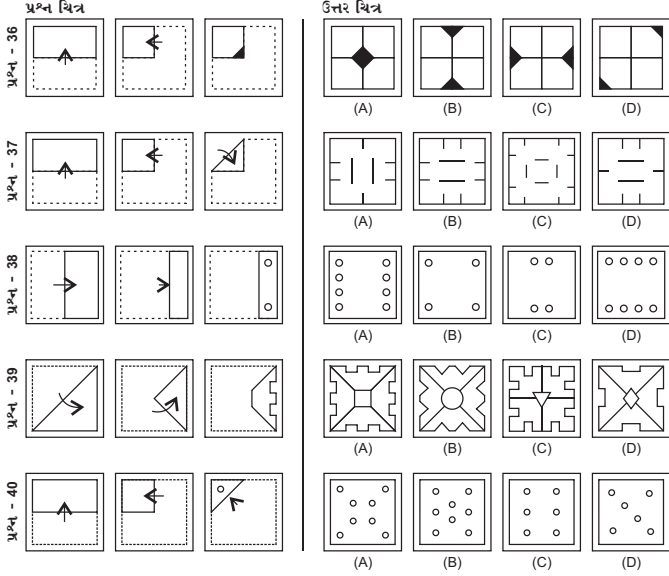 પ્રશ્ન ચિત્ર
ઉત્તર ચિત્ર
પ્રશ્ન - 36
(A) (B) (C) (D)
પ્રશ્ન - 37
(A) (B) (C) (D)
પ્રશ્ન - 38
(A) (B) (C) (D)
પ્રશ્ન - 39
(A) (B) (C) (D)
પ્રશ્ન - 40
(A) (B) (C) (D)